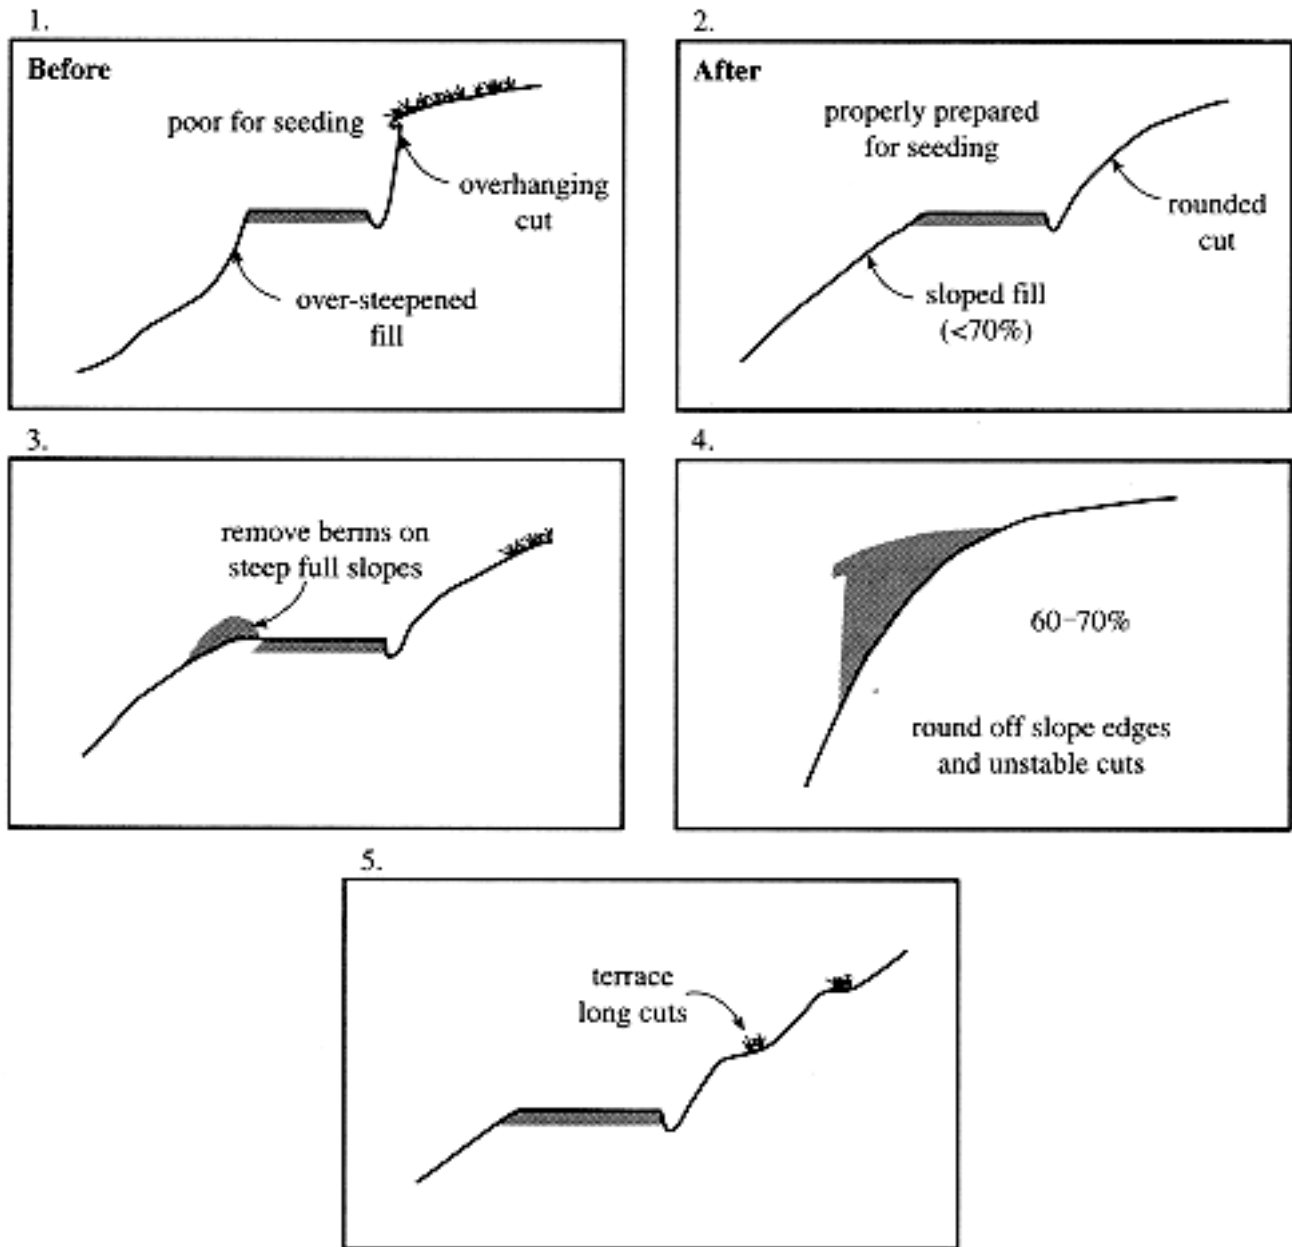 1.
Before
poor for seeding
overhanging
cut
over-steepened
fill
2.
After
properly prepared
for seeding
rounded
cut
sloped fill
(<70%)
3.
remove berms on
steep full slopes
4.
60-70%
round off slope edges
and unstable cuts
5.
terrace
long cuts